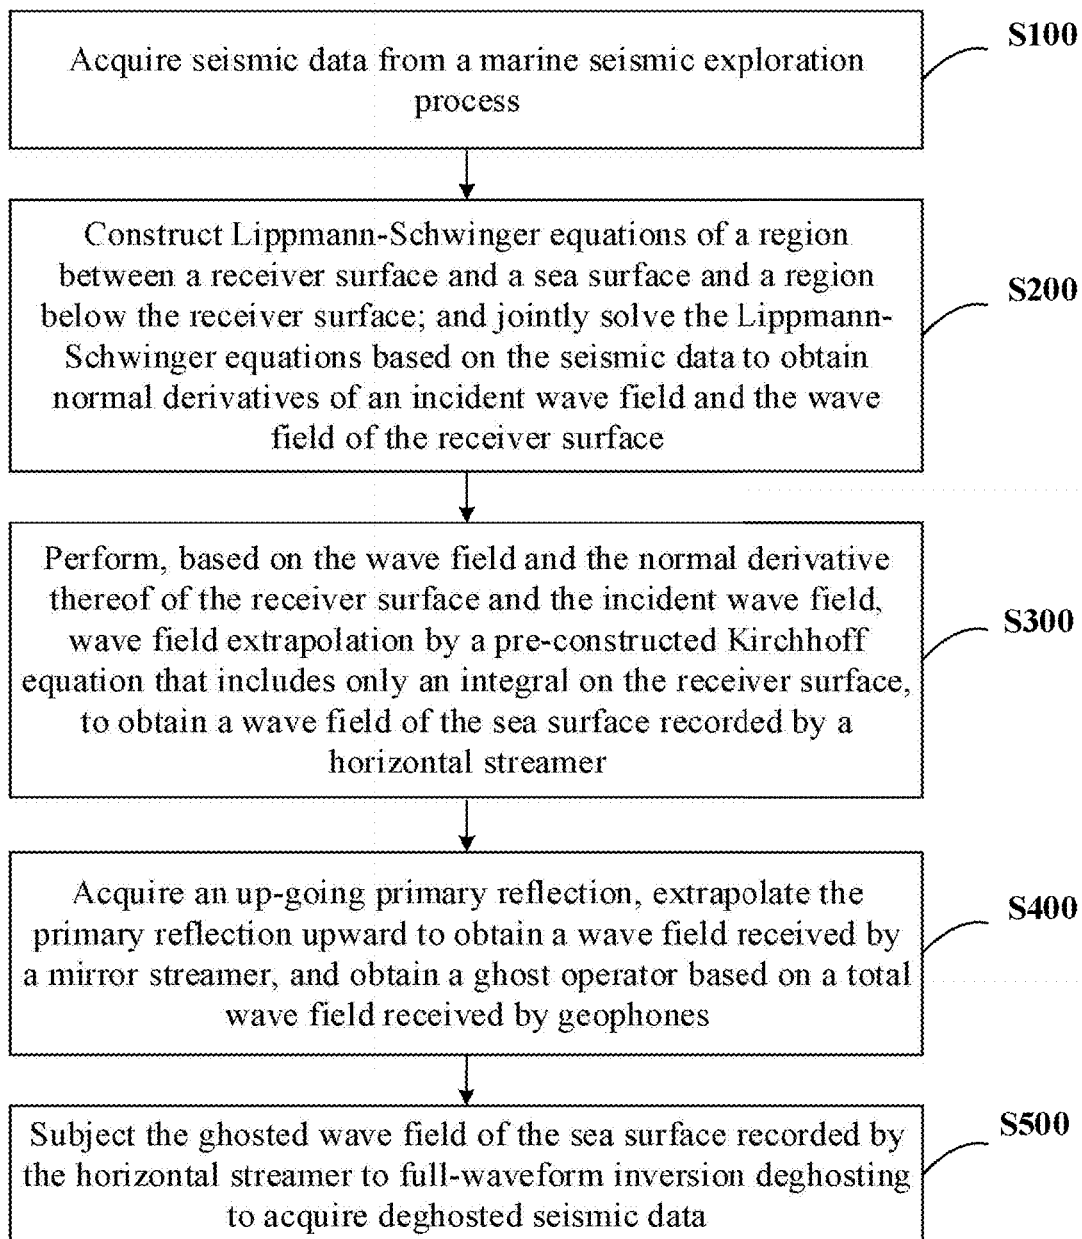 Acquire seismic data from a marine seismic exploration
process
S100
Construct Lippmann-Schwinger equations of a region
between a receiver surface and a sea surface and a region
below the receiver surface; and jointly solve the Lippmann-
Schwinger equations based on the seismic data to obtain
normal derivatives of an incident wave field and the wave
field of the receiver surface
S200
Perform, based on the wave field and the normal derivative
thereof of the receiver surface and the incident wave field,
wave field extrapolation by a pre-constructed Kirchhoff
equation that includes only an integral on the receiver surface,
to obtain a wave field of the sea surface recorded by a
horizontal streamer
S300
Acquire an up-going primary reflection, extrapolate the
primary reflection upward to obtain a wave field received by
a mirror streamer, and obtain a ghost operator based on a total
wave field received by geophones
S400
Subject the ghosted wave field of the sea surface recorded by
the horizontal streamer to full-waveform inversion deghosting
to acquire deghosted seismic data
S500